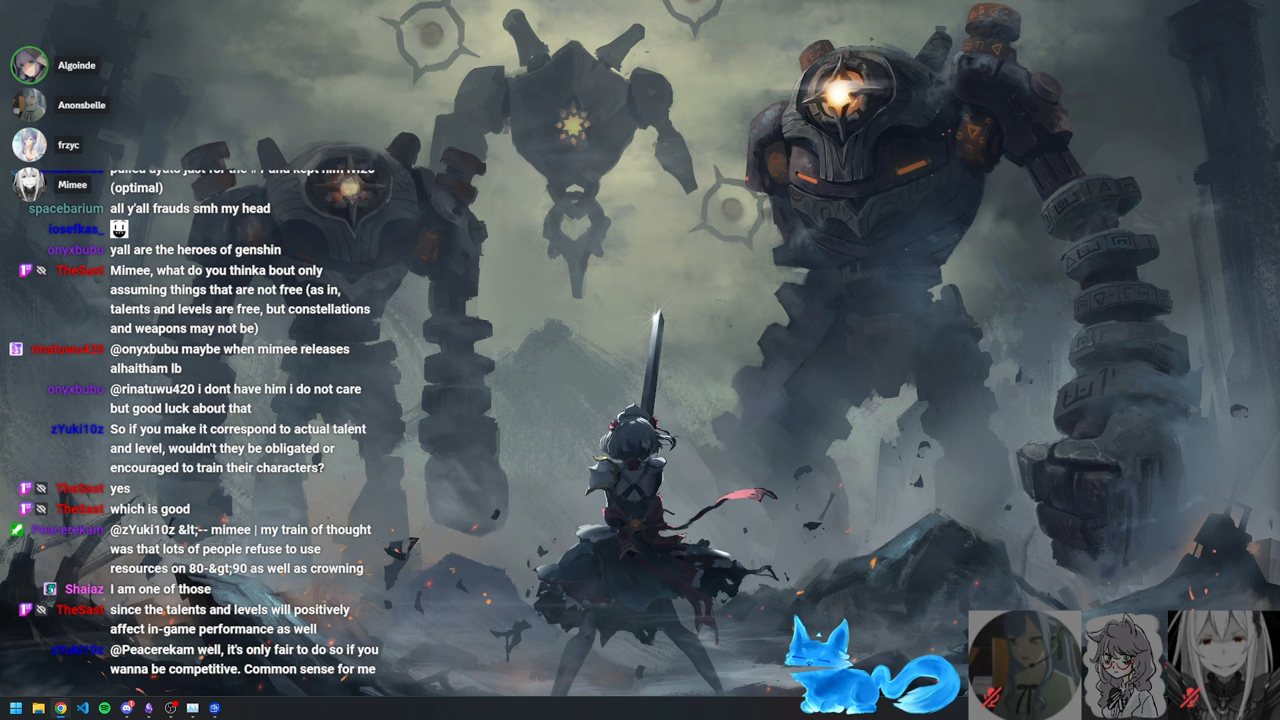 Algoinde
Anonsbelle
frzyc
Mimee
(optimal)
spacebarium all y'all frauds smh my head
iosefkas_
onyxbubu yall are the heroes of genshin
TheSast Mimee, what do you thinka bout only
assuming things that are not free (as in,
talents and levels are free, but constellations
and weapons may not be)
rinatuwu420 @onyxbubu maybe when mimee releases
alhaitham lb
onyxbubu @rinatuwu420 i dont have him i do not care
but good luck about that
zYuki10z So if you make it correspond to actual talent
and level, wouldn't they be obligated or
encouraged to train their characters?
TheSast yes
TheSast which is good
Peacerekam @zYuki10z &lt;-- mimee | my train of thought
was that lots of people refuse to use
resources on 80-&gt;90 as well as crowning
Shaiaz I am one of those
TheSast since the talents and levels will positively
affect in-game performance as well
zYuki10z @Peacerekam well, it's only fair to do so if you
wanna be competitive. Common sense for me